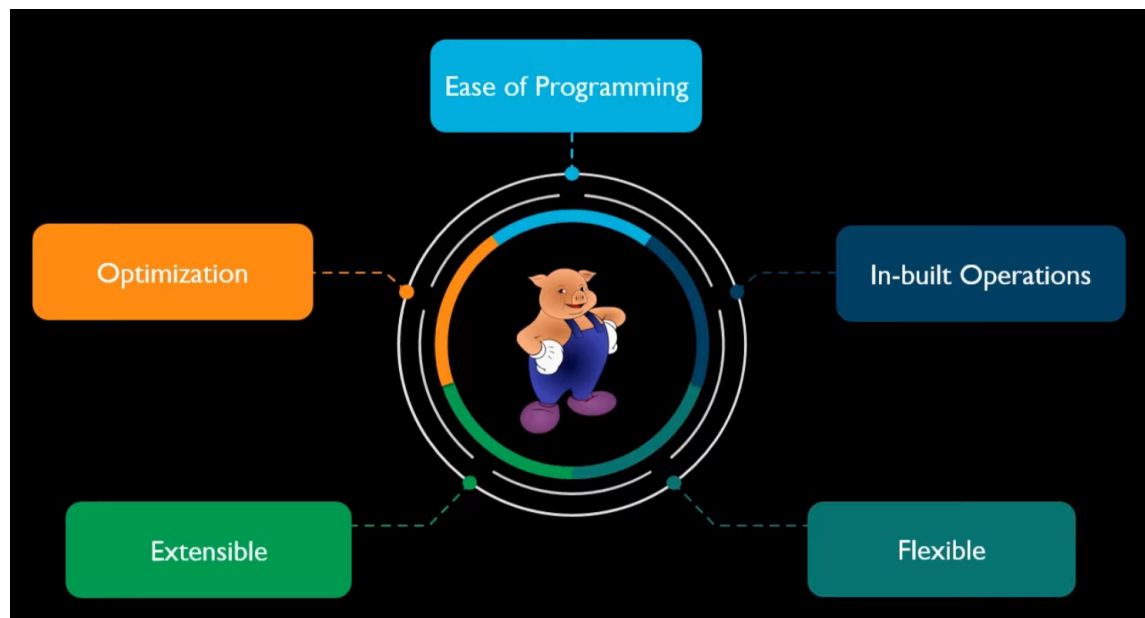 Ease of Programming
Optimization
In-built Operations
Extensible
Flexible